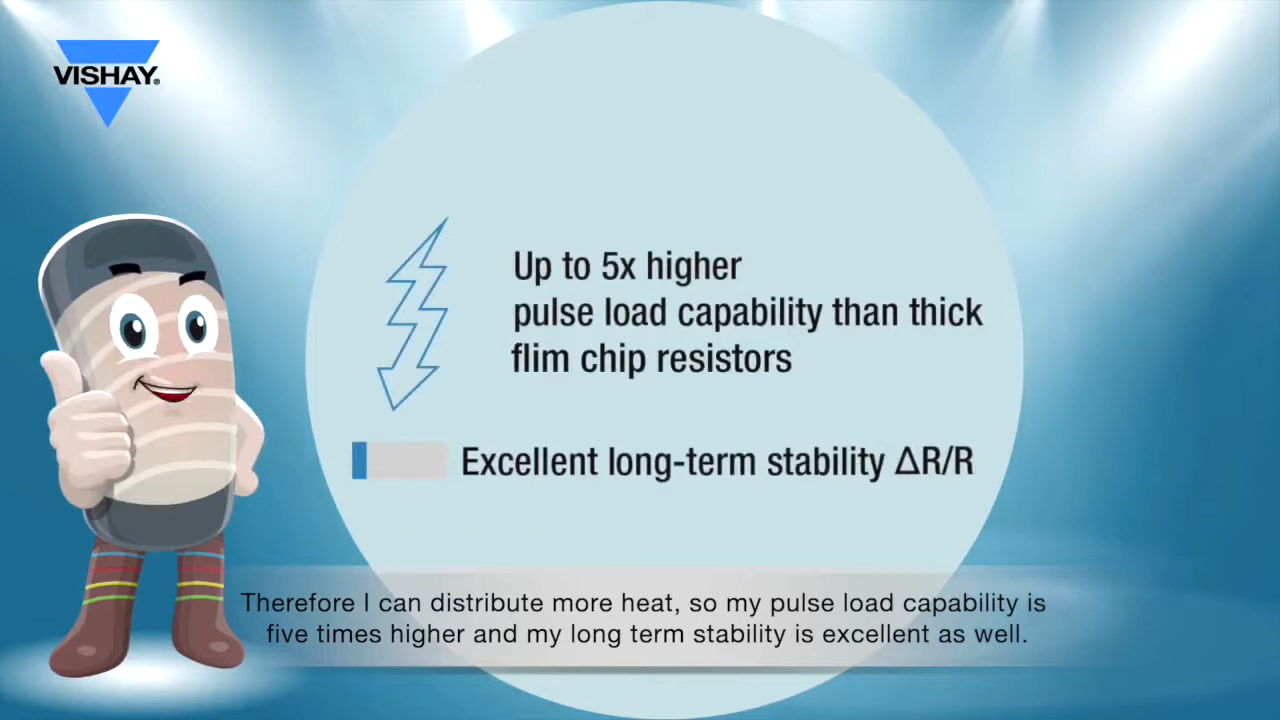 VISHAY®
Up to 5x higher
pulse load capability than thick
flim chip resistors
Excellent long-term stability ΔR/R
Therefore I can distribute more heat, so my pulse load capability is
five times higher and my long term stability is excellent as well.